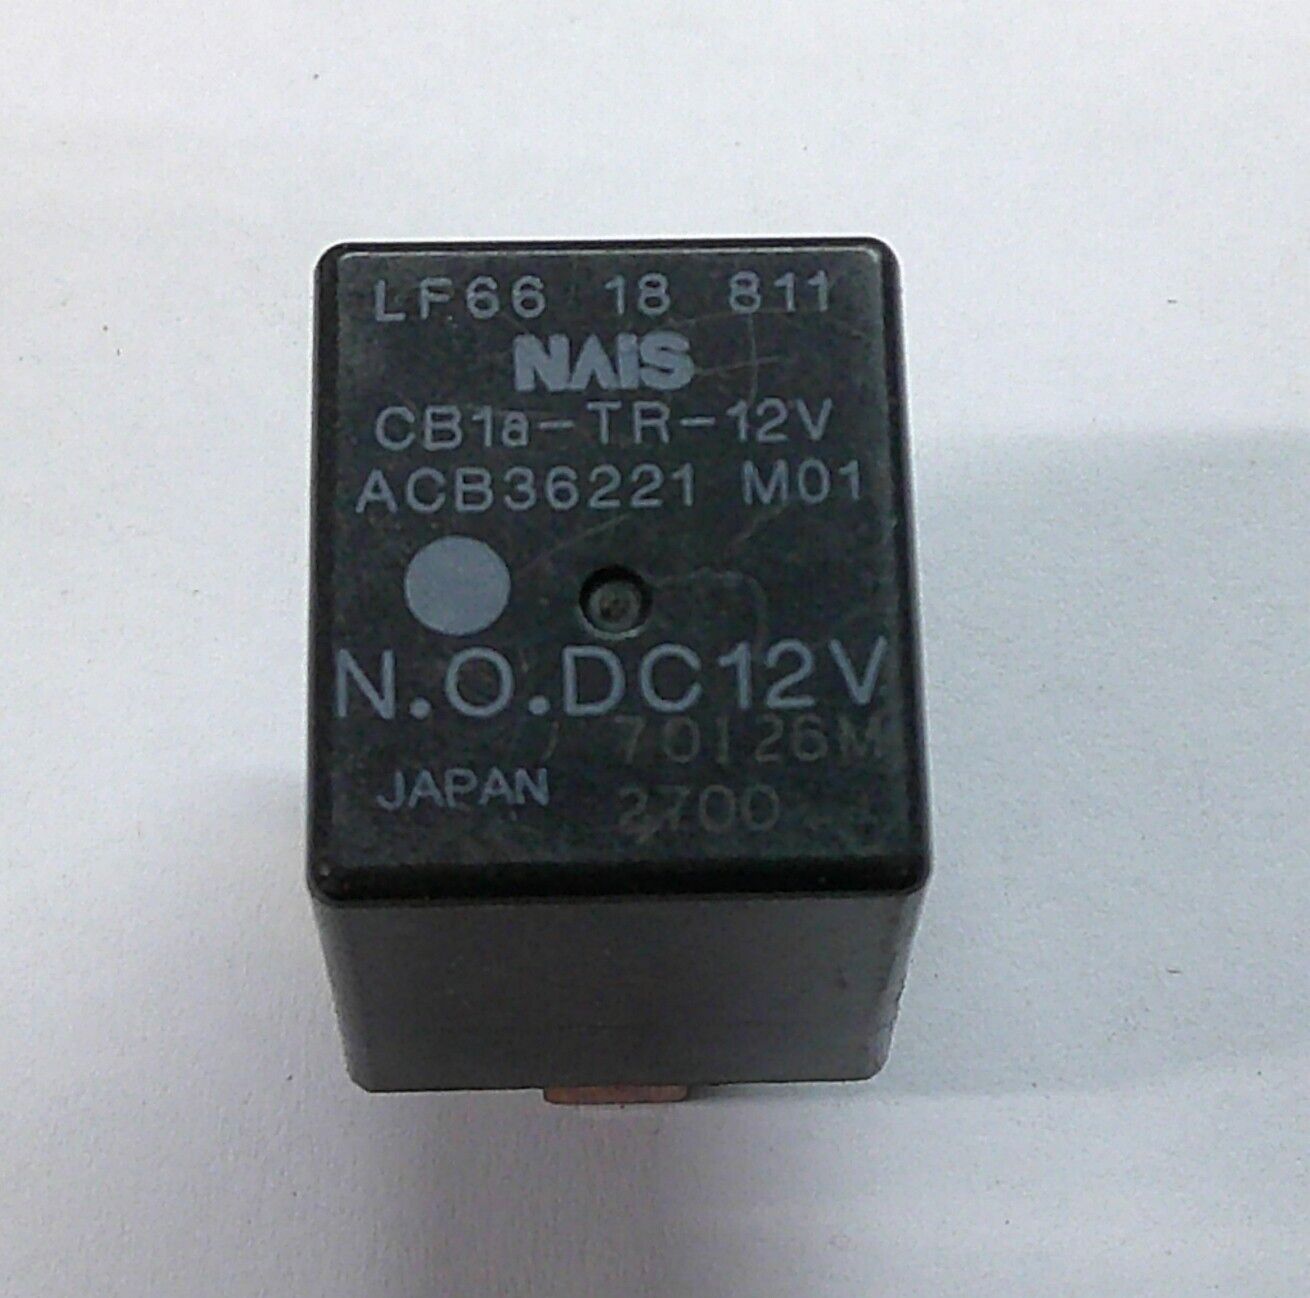 LF66 18 811
NAiS
CB1a-TR-12V
ACB36221 M01
N.O.DC12V
70126M
JAPAN 2700